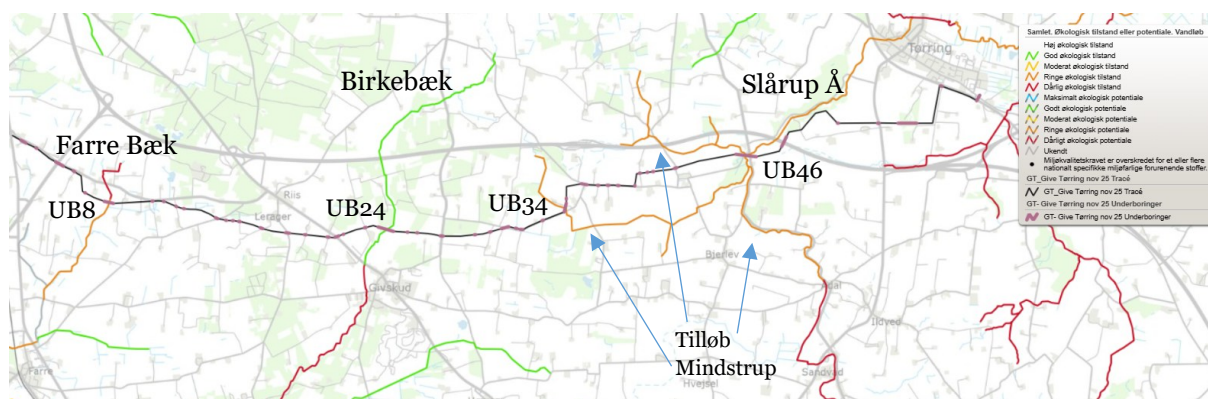 Birkebæk
Slårup Å
Tørring
Farre Bæk
UB8
Riis
Lerager
UB24
UB34
UB46
Givskud
Bjerlev
Ildved
Tilløb
Mindstrup
Hvejsel
Sandvad
Farre
Samlet. Økologisk tilstand eller potentiale. Vandløb
Høj økologisk tilstand
God økologisk tilstand
Moderat økologisk tilstand
Ringe økologisk tilstand
Dårlig økologisk tilstand
Maksimalt økologisk potentiale
Godt økologisk potentiale
Moderat økologisk potentiale
Ringe økologisk potentiale
Dårligt økologisk potentiale
Ukendt
Miljøkvalitetskravet er overskredet for et eller flere
nationalt specifikke miljøfarlige forurenende stoffer.
GT_Give Tørring nov 25 Tracé
GT_Give Tørring nov 25 Tracé
GT- Give Tørring nov 25 Underboringer
GT- Give Tørring nov 25 Underboringer